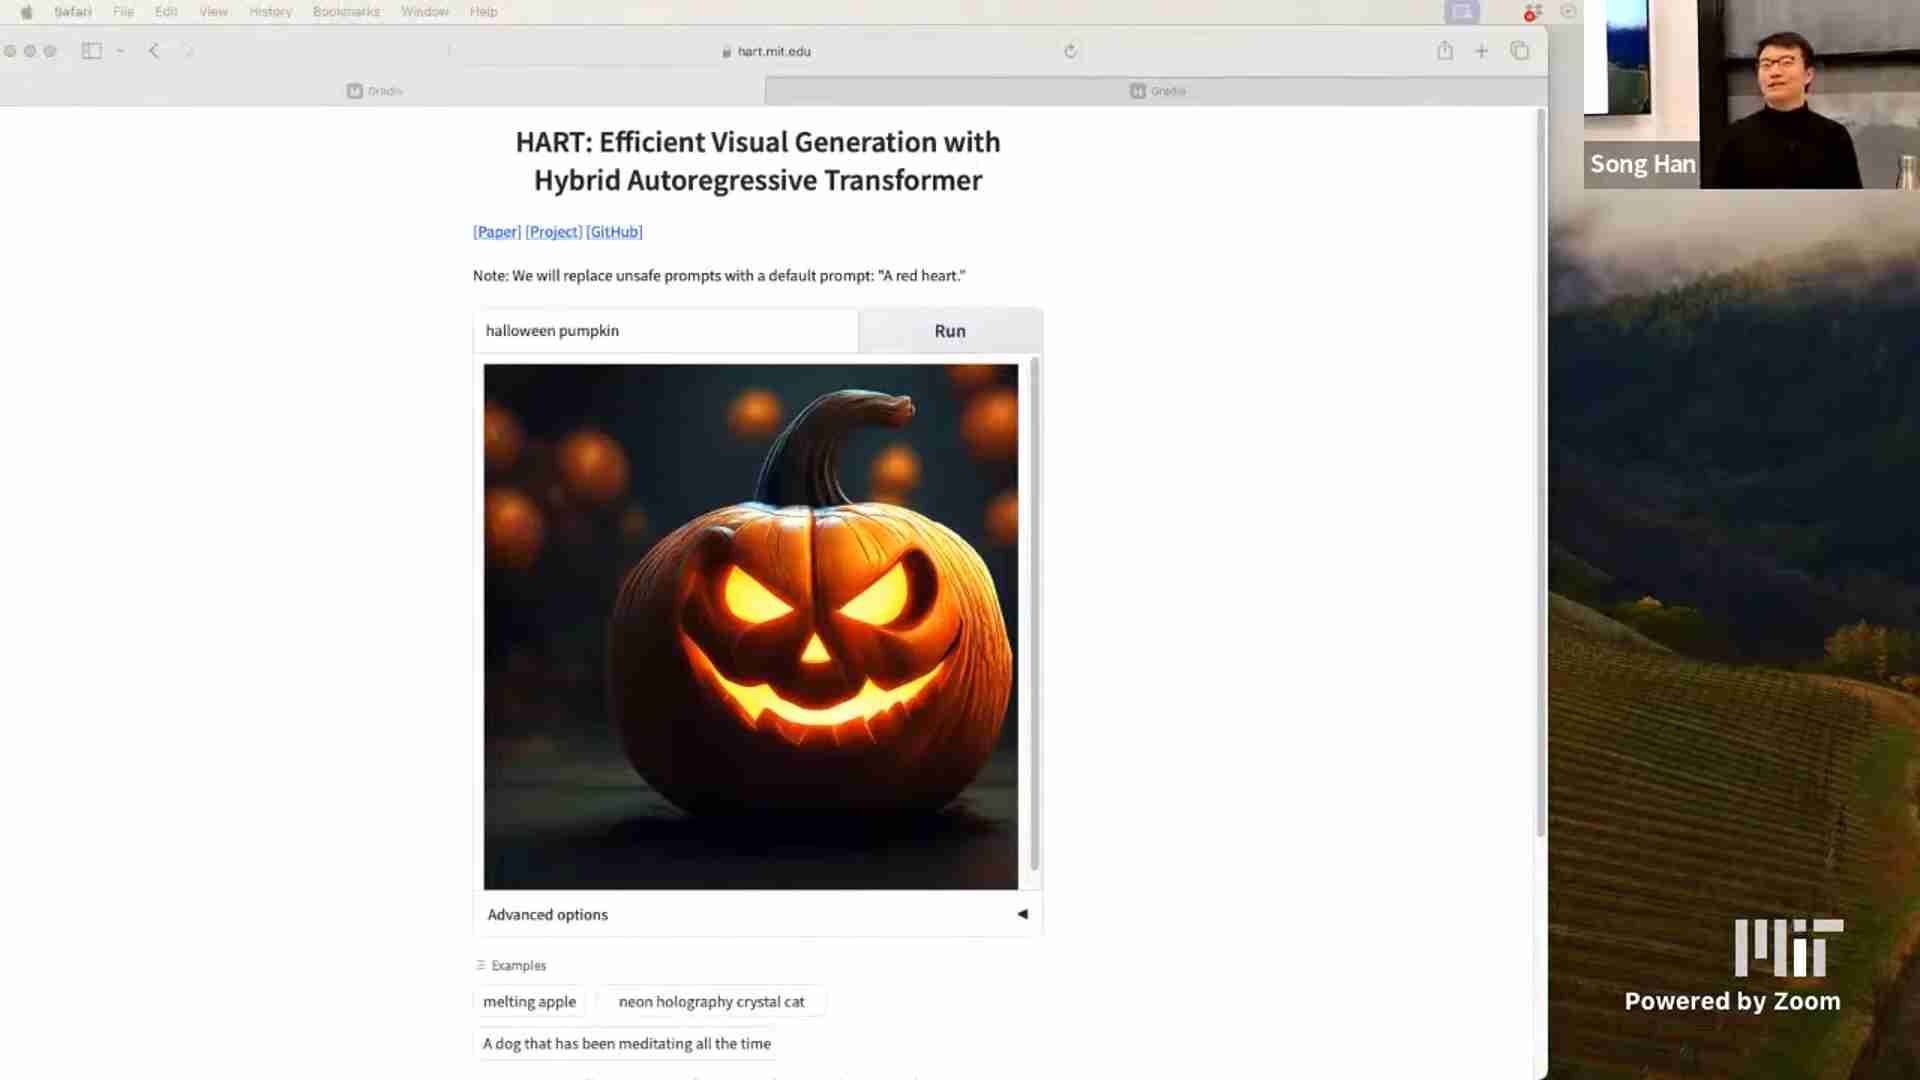 Safari File Edit View History Bookmarks Window Help
hart.mit.edu
Gradio
Gradio
HART: Efficient Visual Generation with
Hybrid Autoregressive Transformer
[Paper] [Project] [GitHub]
Note: We will replace unsafe prompts with a default prompt: "A red heart."
halloween pumpkin
Run
Advanced options
Examples
melting apple
neon holography crystal cat
A dog that has been meditating all the time
Song Han
MIT
Powered by Zoom